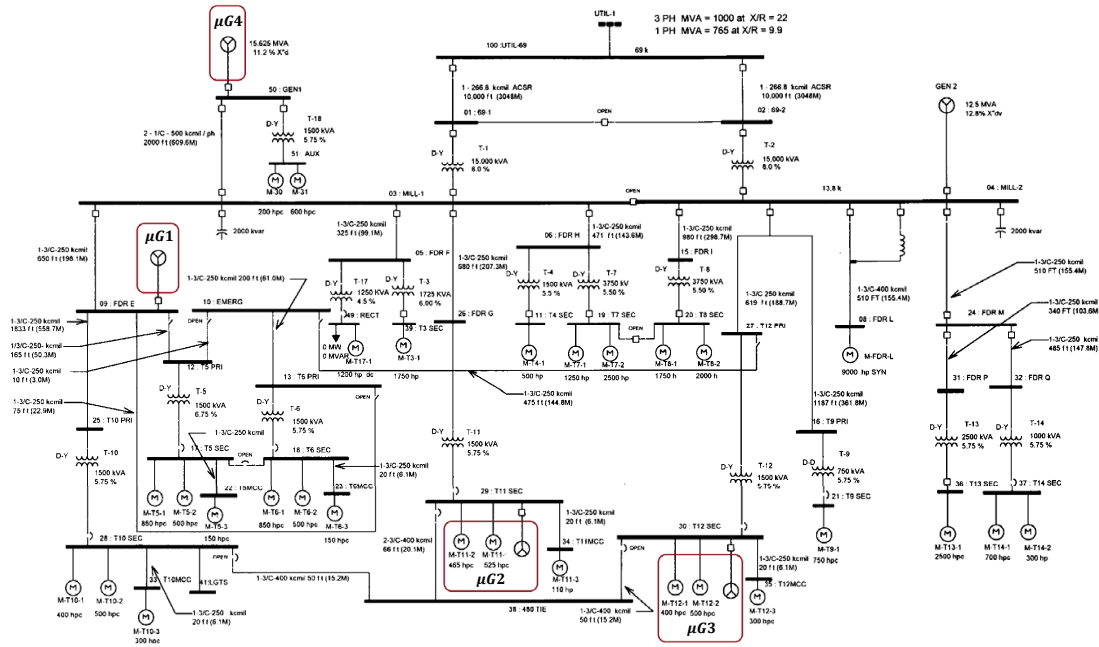 μG4
15.625 MVA
11.2 % X"d
UTIL-1
3 PH MVA = 1000 at X/R = 22
1 PH MVA = 765 at X/R = 9.9
100 :UTIL-69
69 k
50 : GEN1
1 - 266.8 kcmil ACSR
10,000 ft (3048M)
1 - 266.8 kcmil ACSR
10,000 ft (3048M)
GEN 2
12.5 MVA
12.8% X"dv
2 - 1/C - 500 kcmil / ph
2000 ft (609.6M)
D-Y
T-18
1500 kVA
5.75 %
01 : 69-1
OPEN
02 : 69-2
51 : AUX
M-30
M-31
200 hpc
600 hpc
D-Y
T-1
15,000 kVA
8.0 %
D-Y
T-2
15,000 kVA
8.0 %
03 : MILL-1
OPEN
13.8 k
04 : MILL-2
2000 kvar
2000 kvar
1-3/C-250 kcmil
650 ft (198.1M)
μG1
1-3/C-250 kcmil
325 ft (99.1M)
1-3/C-250 kcmil
680 ft (207.3M)
06 : FDR H
1-3/C-250 kcmil
471 ft (143.6M)
1-3/C-250 kcmil
980 ft (298.7M)
15 : FDR I
05 : FDR F
1-3/C-250 kcmil 200 ft (61.0M)
T-17
1250 KVA
4.5 %
D-Y
T-3
1725 KVA
6.00 %
D-Y
T-4
1500 kV
5.5 %
D-Y
T-7
3750 kV
5.50 %
D-Y
T-8
3750 kVA
5.50 %
1-3/C 250 kcmil
619 ft (188.7M)
1-3/C-400 kcmil
510 FT (155.4M)
1-3/C-250 kcmil
510 FT (155.4M)
1-3/C-250 kcmil
340 FT (103.6M)
24 : FDR M
1-3/C-250 kcmil
485 ft (147.8M)
09 : FDR E
10 : EMERG
OPEN
49 : RECT
39 : T3 SEC
26 : FDR G
11 : T4 SEC
19 : T7 SEC
OPEN
20 : T8 SEC
27 : T12 PRI
08 : FDR L
M-FDR-L
9000 hp SYN
1-3/C-250 kcmil
1833 ft (558.7M)
1/3/C-250- kcmil
165 ft (50.3M)
1-3/C-250 kcmil
10 ft (3.0M)
1-3/C-250 kcmil
75 ft (22.9M)
0 MW
0 MVAR
M-T17-1
1200 hp dc
M-T3-1
1750 hp
M-T4-1
500 hp
M-T7-1
1250 hp
M-T7-2
2500 hp
M-T8-1
1750 h
M-T8-2
2000 h
12 : T5 PRI
13 : T6 PRI
OPEN
1-3/C-250 kcmil
475 ft (144.8M)
1-3/C-250 kcmil
1187 ft (361.8M)
31 : FDR P
32 : FDR Q
D-Y
T-5
1500 kVA
6.75 %
D-Y
T-6
1500 kVA
5.75 %
16 : T9 PRI
25 : T10 PRI
D-Y
T-10
1500 kVA
5.75 %
1-3/C-250 kcmil
17 : T5 SEC
OPEN
18 : T6 SEC
1-3/C-250 kcmil
20 ft (6.1M)
D-Y
T-11
1500 kVA
5.75 %
D-Y
T-12
1500 kVA
5.75 %
D-D
T-9
750 kVA
5.75 %
D-Y
T-13
2500 kVA
5.75 %
D-Y
T-14
1000 kVA
5.75 %
22 : T5MCC
23 : T6MCC
M-T5-1
850 hpc
M-T5-2
600 hpc
M-T5-3
150 hpc
M-T6-1
850 hpc
M-T6-2
500 hpc
M-T6-3
150 hpc
29 : T11 SEC
1-3/C-250 kcmil
20 ft (6.1M)
21 : T9 SEC
36 : T13 SEC
37 : T14 SEC
30 : T12 SEC
OPEN
1-3/C-250 kcmil
20 ft (6.1M)
M-T9-1
750 hpc
M-T13-1
2500 hpc
M-T14-1
700 hpc
M-T14-2
300 hp
28 : T10 SEC
OPEN
2-3/C-400 kcmil
66 ft (20.1M)
M-T11-2
465 hpc
M-T11-
525 hpc
μG2
34 : T11MCC
M-T11-3
110 hp
35 : T12MCC
M-T10-1
400 hpc
M-T10-2
500 hpc
33 : T10MCC
41:LGTS
M-T10-3
300 hpc
1-3/C-250 kcmil
20 ft (6.1M)
1-3/C-400 kcmil 50 ft (15.2M)
38 : 480 TIE
1-3/C-400 kcmil
50 ft (15.2M)
M-T12-1
400 hpc
M-T12-2
500 hpc
μG3
M-T12-3
300 hpc